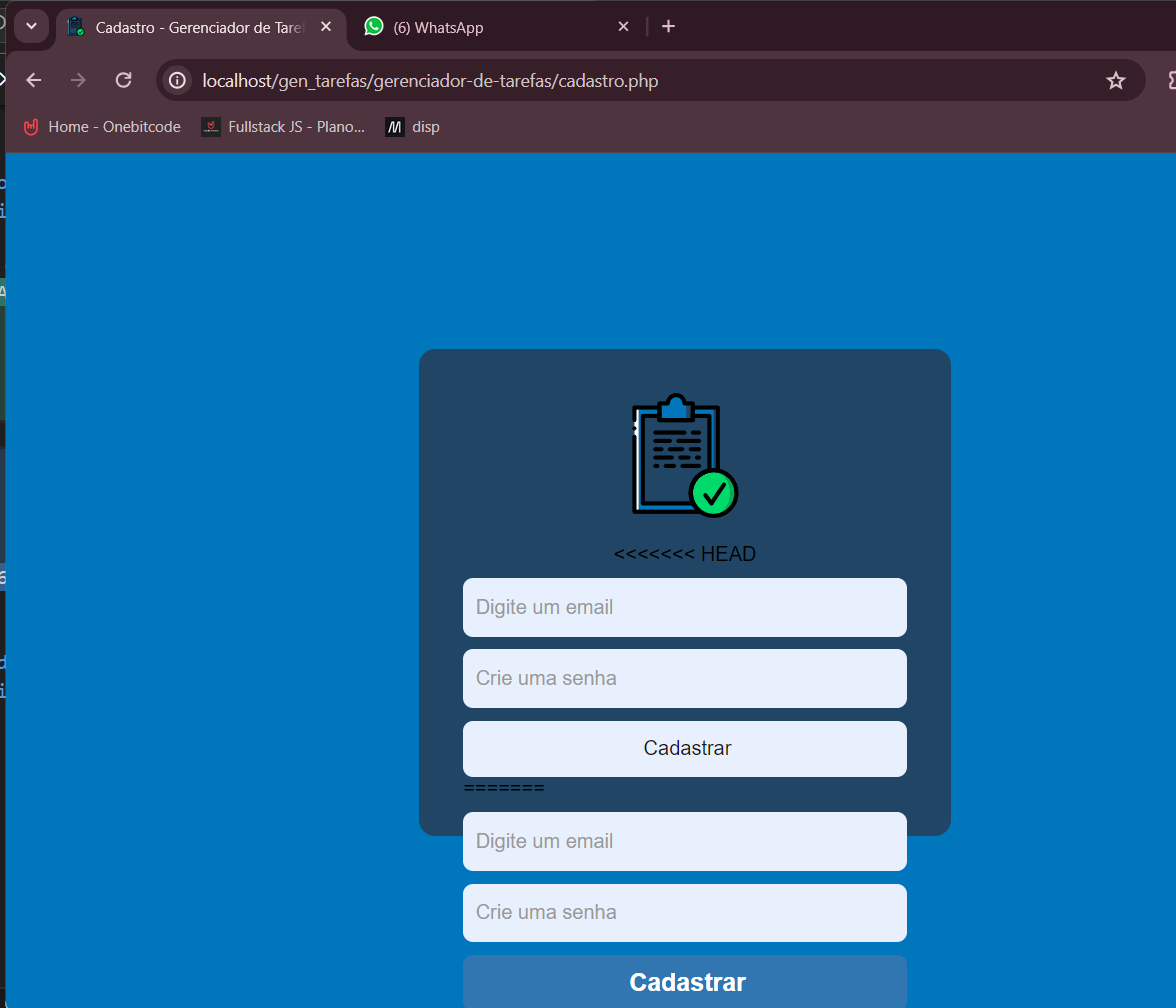 Cadastro - Gerenciador de Taref
(6) WhatsApp
localhost/gen_tarefas/gerenciador-de-tarefas/cadastro.php
Home - Onebitcode
Fullstack JS - Plano...
disp
<<<<<<< HEAD
Digite um email
Crie uma senha
Cadastrar
=======
Digite um email
Crie uma senha
Cadastrar